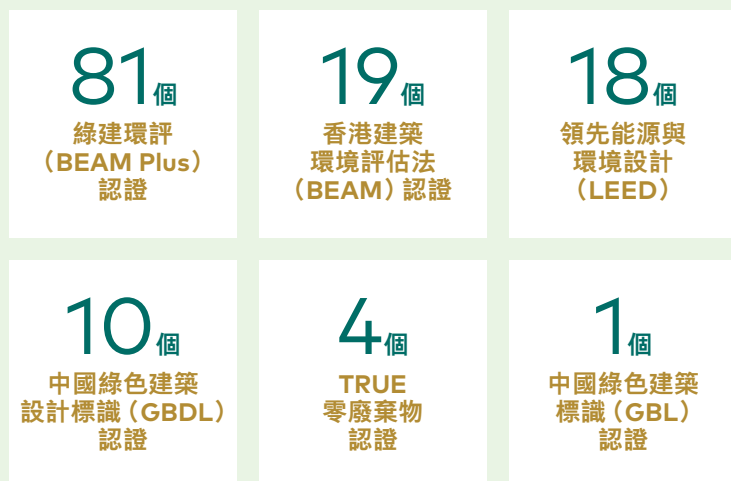 81個
綠建環評
（BEAM Plus）
認證
19個
香港建築
環境評估法
（BEAM）認證
18個
領先能源與
環境設計
（LEED）
10個
中國綠色建築
設計標識（GBDL）
認證
4個
TRUE
零廢棄物
認證
1個
中國綠色建築
標識（GBL）
認證